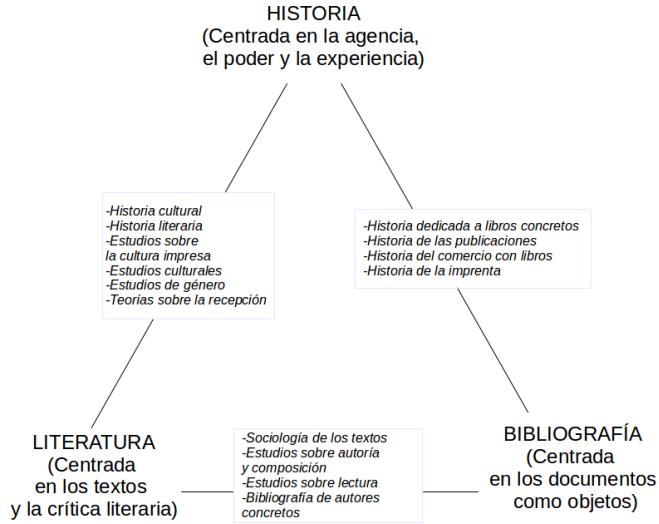 HISTORIA
(Centrada en la agencia,
el poder y la experiencia)
-Historia cultural
-Historia literaria
-Estudios sobre
la cultura impresa
-Estudios culturales
-Estudios de género
-Teorías sobre la recepción
-Historia dedicada a libros concretos
-Historia de las publicaciones
-Historia del comercio con libros
-Historia de la imprenta
LITERATURA
(Centrada
en los textos
y la crítica literaria)
-Sociología de los textos
-Estudios sobre autoría
y composición
-Estudios sobre lectura
-Bibliografía de autores
concretos
BIBLIOGRAFÍA
(Centrada
en los documentos
como objetos)